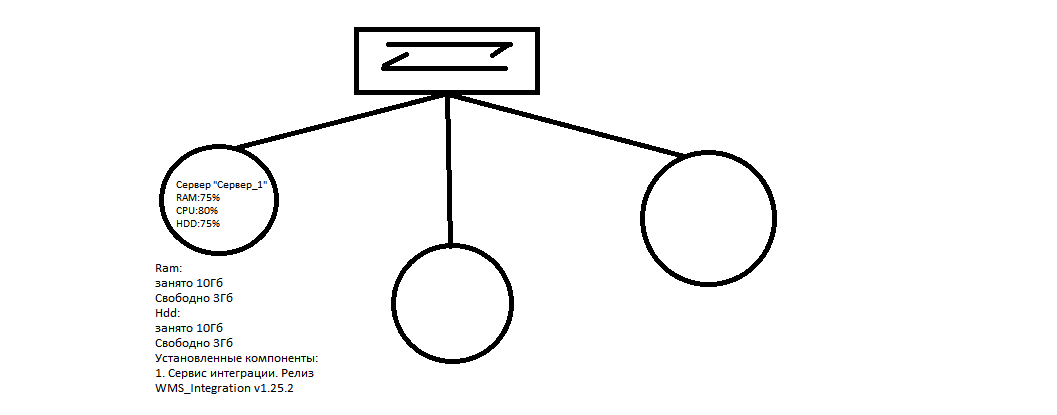 Сервер "Сервер_1"
RAM:75%
CPU:80%
HDD:75%
Ram:
занято 10Гб
Свободно 3Гб
Hdd:
занято 10Гб
Свободно 3Гб
Установленные компоненты:
1. Сервис интеграции. Релиз
WMS_Integration v1.25.2